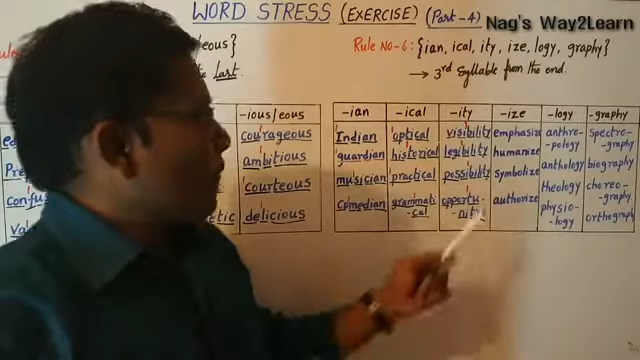 WORD STRESS (EXERCISE) (Part-4)
Nag's Way2Learn
eous}
Rule No-6: {ian, ical, ity, ize, logy, graphy}
Last.
→ 3rd Syllable from the end.
-ious/eous
courageous
ambitious
courteous
delicious
-ian
Indian
guardian
musician
comedian
-ical
optical
historical
practical
grammati
-cal
-ity
visibility
legibility
possibility
opportu-
-nity
-ize
emphasize
humanize
symbolize
authorize
-logy
anthro-
-pology
anthology
theology
physio-
-logy
-graphy
spectro-
-graphy
biography
choreo-
-graphy
orthography